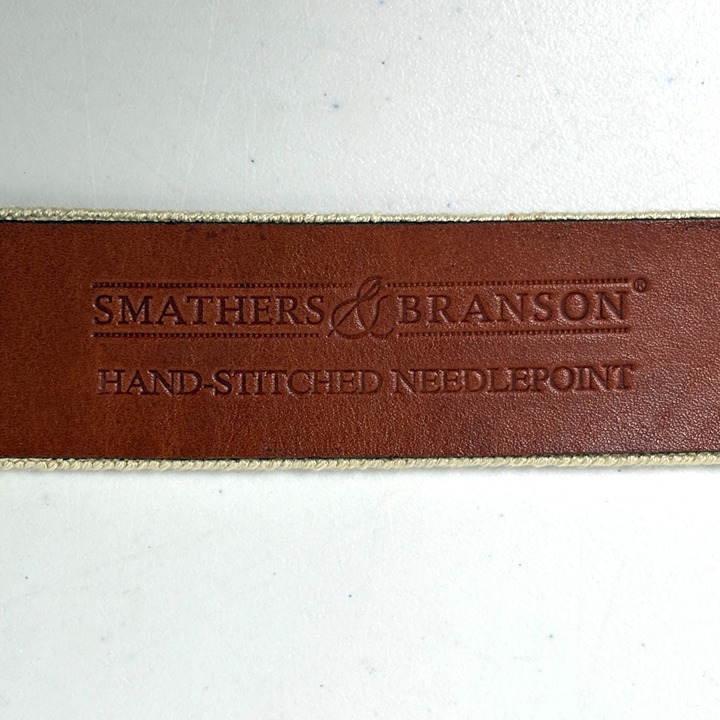 SMATHERS & BRANSON®
HAND-STITCHED NEEDLEPOINT